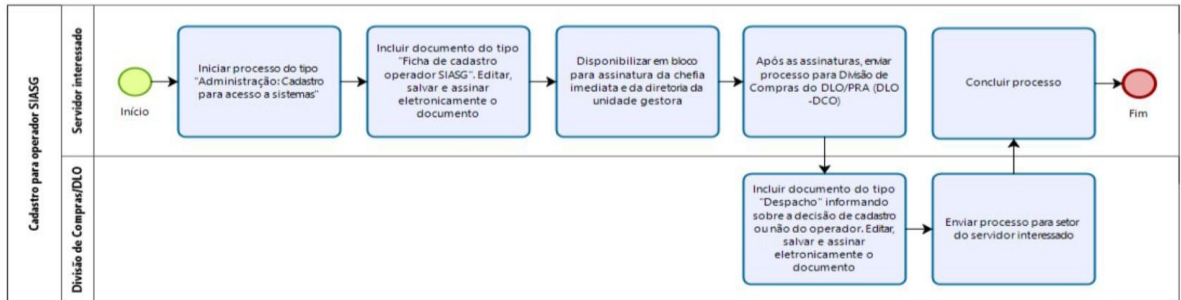 Cadastro para operador SIASG
Servidor interessado
Início
Iniciar processo do tipo
"Administração: Cadastro
para acesso a sistemas"
Incluir documento do tipo
"Ficha de cadastro
operador SIASG". Editar,
salvar e assinar
eletronicamente o
documento
Disponibilizar em bloco
para assinatura da chefia
imediata e da diretoria da
unidade gestora
Após as assinaturas, enviar
processo para Divisão de
Compras do DLO/PRA (DLO
-DCO)
Concluir processo
Fim
Divisão de Compras/DLO
Incluir documento do tipo
"Despacho" informando
sobre a decisão de cadastro
ou não do operador. Editar,
salvar e assinar
eletronicamente o
documento
Enviar processo para setor
do servidor interessado